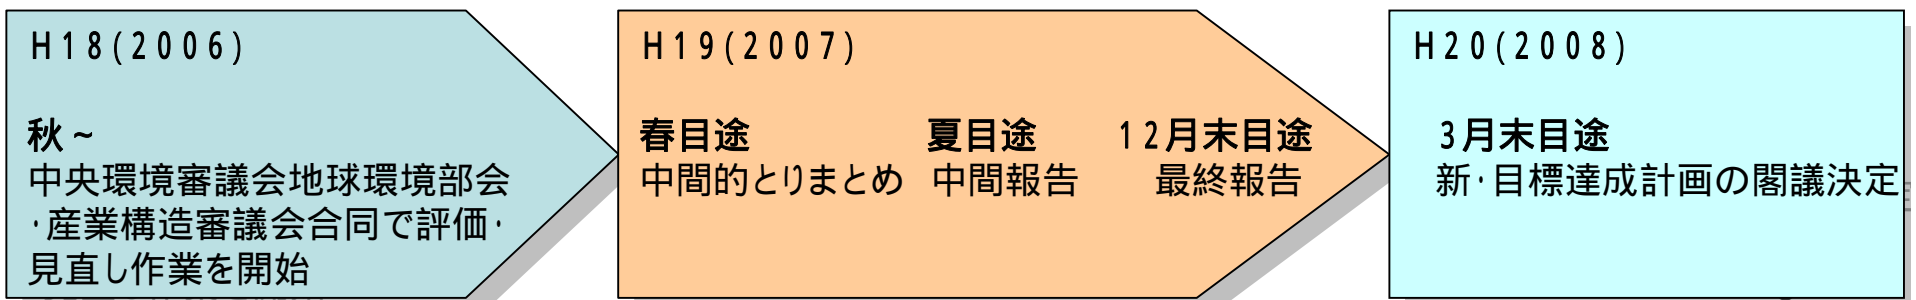 H18(2006)
秋~
中央環境審議会地球環境部会
・産業構造審議会合同で評価・
見直し作業を開始
H19(2007)
春目途 夏目途 12月末目途
中間的とりまとめ 中間報告 最終報告
H20(2008)
3月末目途
新・目標達成計画の閣議決定